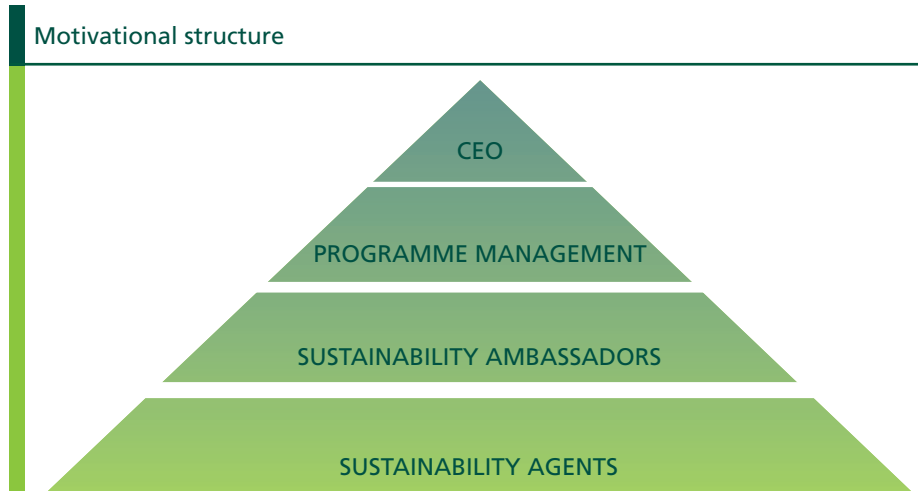 Motivational structure
CEO
PROGRAMME MANAGEMENT
SUSTAINABILITY AMBASSADORS
SUSTAINABILITY AGENTS